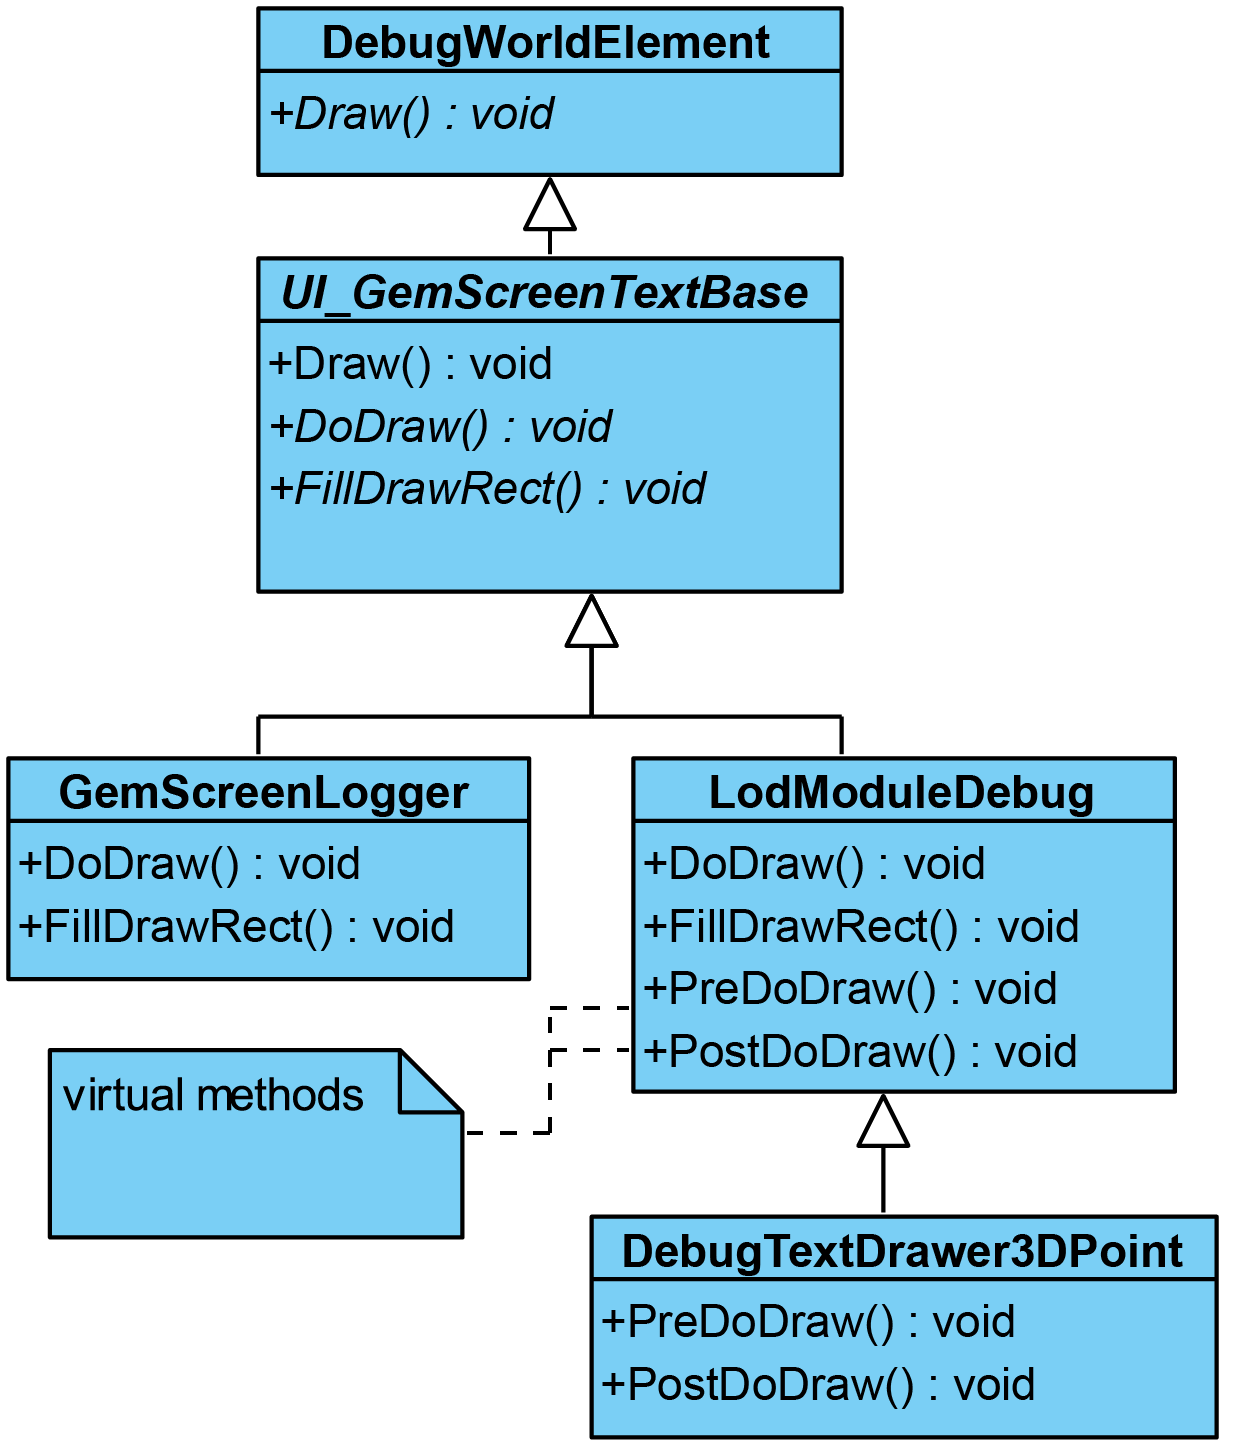 DebugWorldElement
+Draw() : void
UI_GemScreenTextBase
+Draw() : void
+DoDraw() : void
+FillDrawRect() : void
GemScreenLogger
+DoDraw() : void
+FillDrawRect() : void
LodModuleDebug
+DoDraw() : void
+FillDrawRect() : void
+PreDoDraw() : void
+PostDoDraw() : void
virtual methods
DebugTextDrawer3DPoint
+PreDoDraw() : void
+PostDoDraw() : void